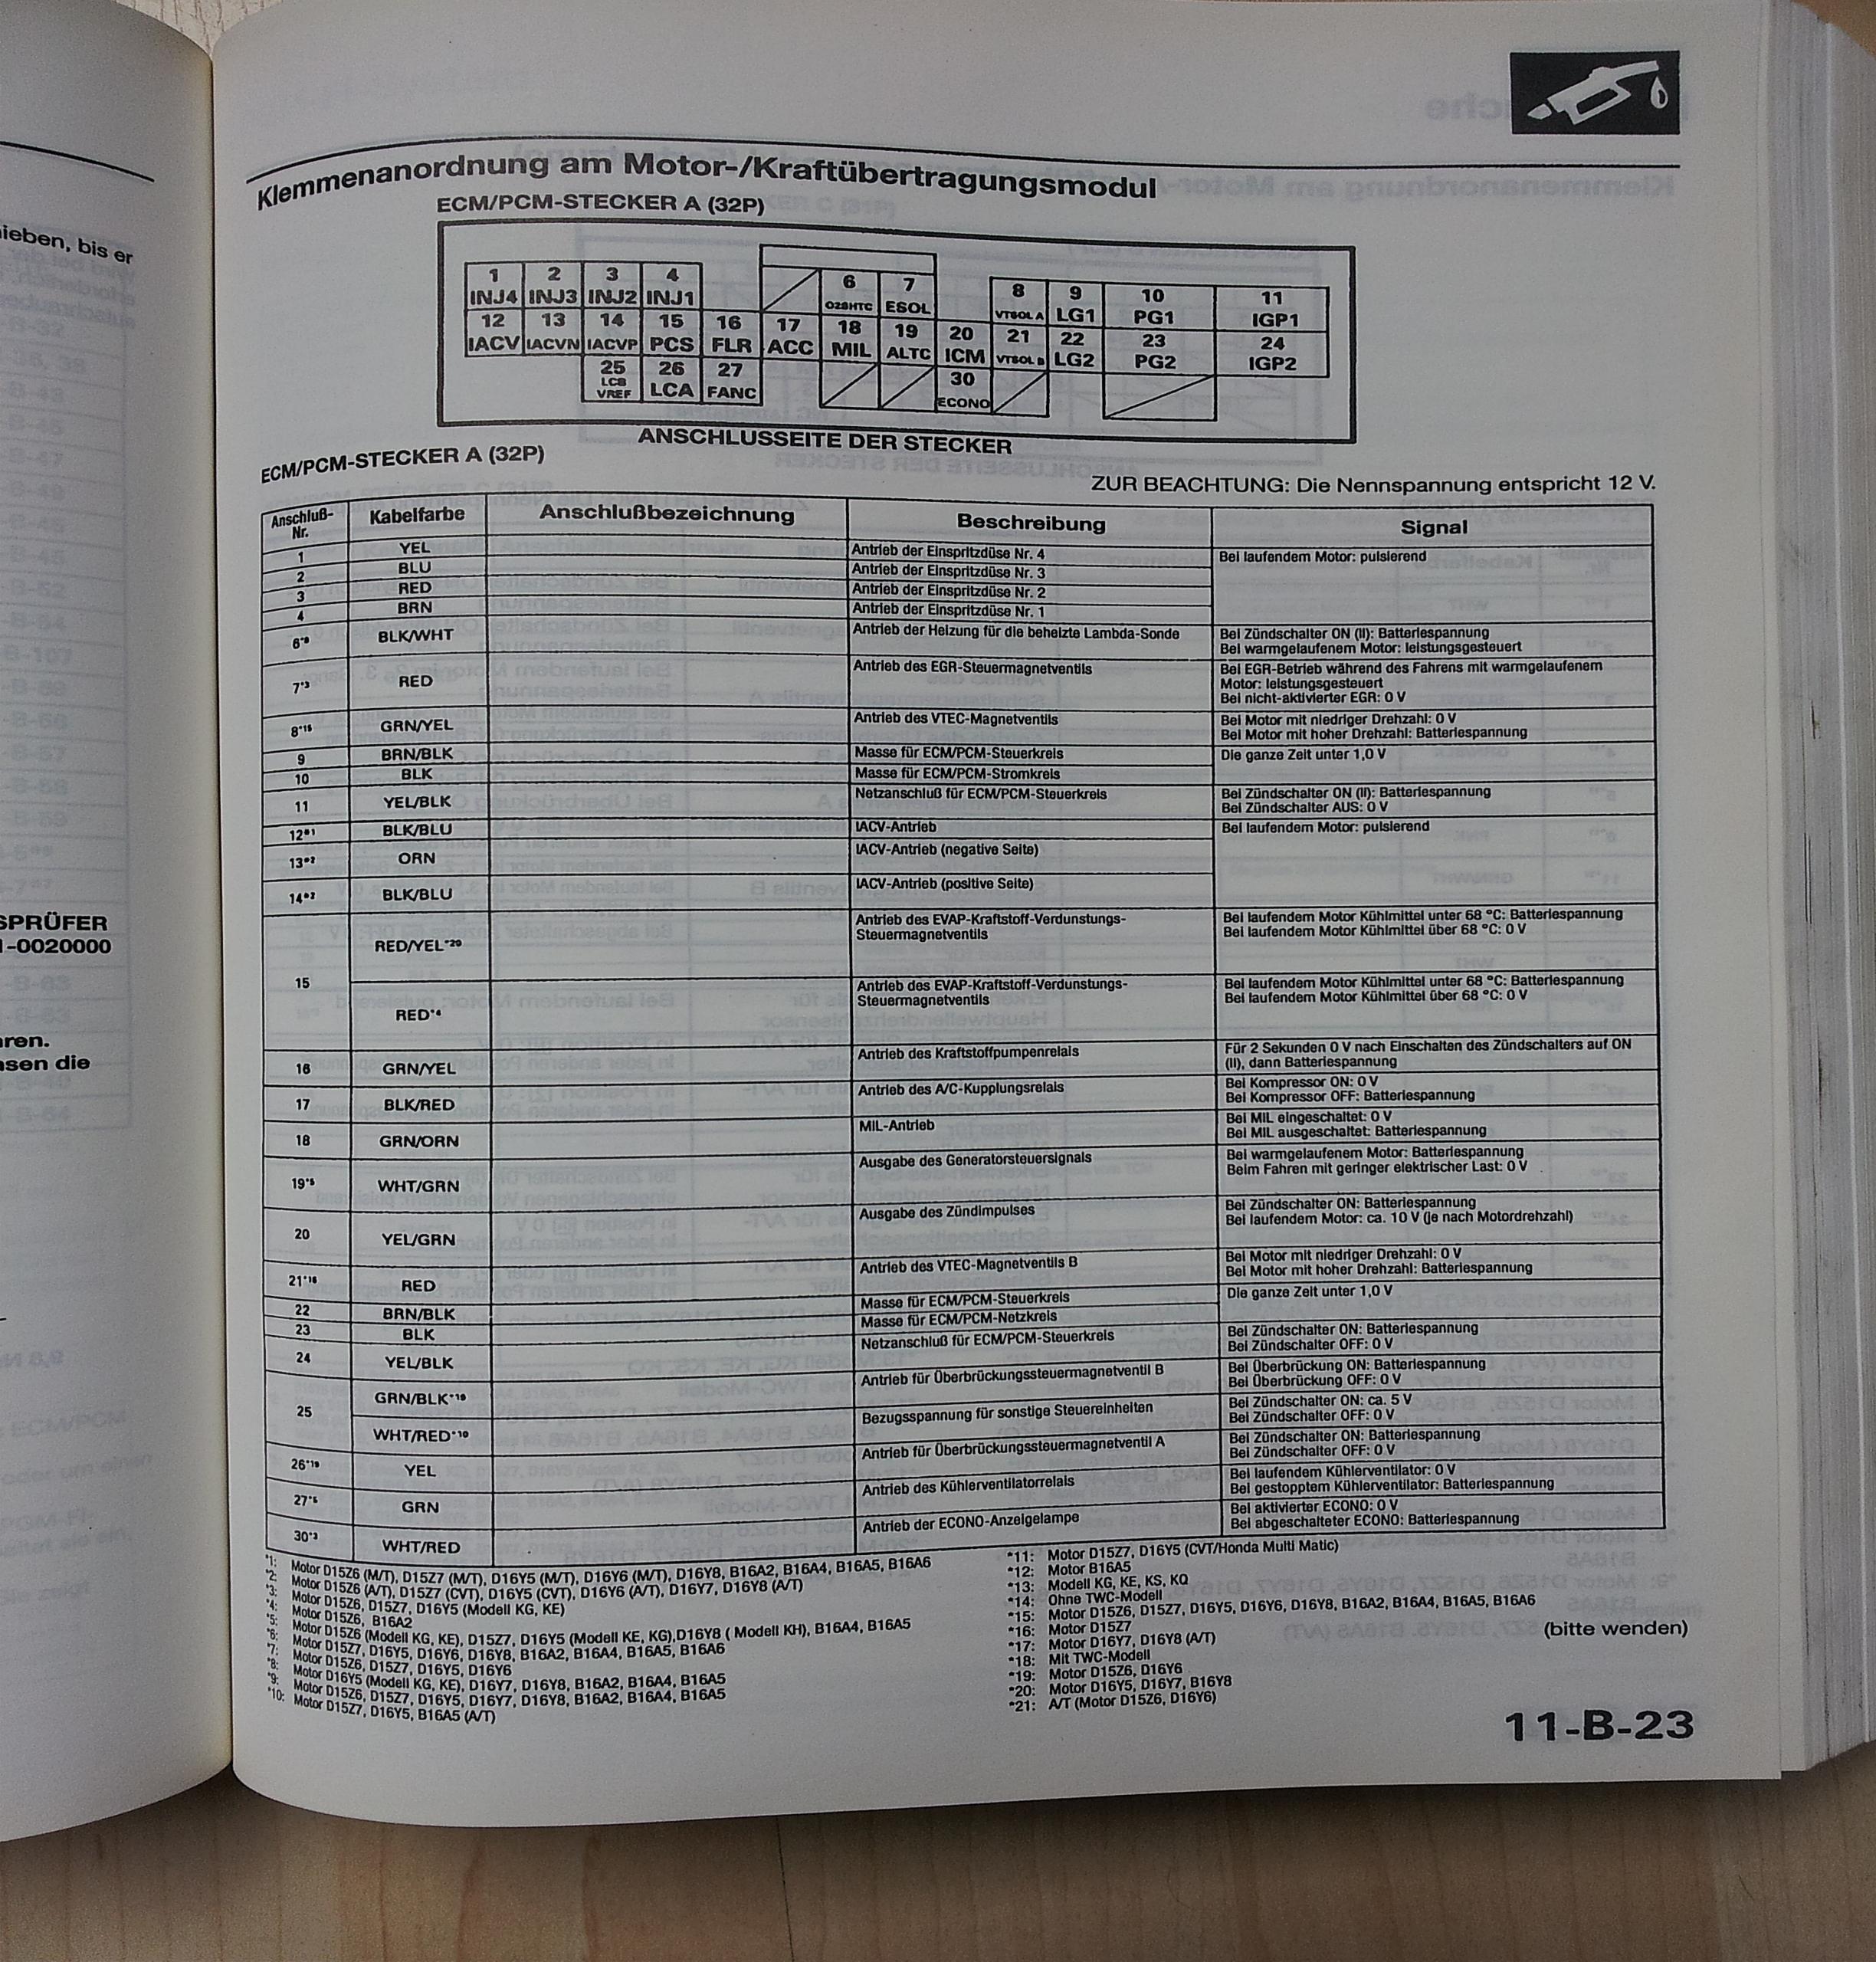 ieben, bis er
SPRÜFER
1-0020000
ren.
sen die
Klemmenanordnung am Motor-/Kraftübertragungsmodul
ECM/PCM-STECKER A (32P)
1 2 3 4 6 7 8 9 10 11
INJ4 INJ3 INJ2 INJ1 O2SHTC ESOL VTSOL A LG1 PG1 IGP1
12 13 14 15 16 17 18 19 20 21 22 23 24
IACV IACVN IACVP PCS FLR ACC MIL ALTC ICM VTSOL B LG2 PG2 IGP2
25 26 27 30
LCB VREF LCA FANC ECONO
ANSCHLUSSEITE DER STECKER
ECM/PCM-STECKER A (32P)
ZUR BEACHTUNG: Die Nennspannung entspricht 12 V.
Anschluß-Nr. Kabelfarbe Anschlußbezeichnung Beschreibung Signal
1 YEL Antrieb der Einspritzdüse Nr. 4 Bei laufendem Motor: pulsierend
2 BLU Antrieb der Einspritzdüse Nr. 3
3 RED Antrieb der Einspritzdüse Nr. 2
4 BRN Antrieb der Einspritzdüse Nr. 1
6*9 BLK/WHT Antrieb der Heizung für die beheizte Lambda-Sonde Bei Zündschalter ON (II): Batteriespannung
Bei warmgelaufenem Motor: leistungsgesteuert
7*3 RED Antrieb des EGR-Steuermagnetventils Bei EGR-Betrieb während des Fahrens mit warmgelaufenem
Motor: leistungsgesteuert
Bei nicht-aktivierter EGR: 0 V
8*15 GRN/YEL Antrieb des VTEC-Magnetventils Bei Motor mit niedriger Drehzahl: 0 V
Bei Motor mit hoher Drehzahl: Batteriespannung
9 BRN/BLK Masse für ECM/PCM-Steuerkreis Die ganze Zeit unter 1,0 V
10 BLK Masse für ECM/PCM-Stromkreis
11 YEL/BLK Netzanschluß für ECM/PCM-Steuerkreis Bei Zündschalter ON (II): Batteriespannung
Bei Zündschalter AUS: 0 V
12*1 BLK/BLU IACV-Antrieb Bei laufendem Motor: pulsierend
13*2 ORN IACV-Antrieb (negative Seite)
14*2 BLK/BLU IACV-Antrieb (positive Seite)
15 RED/YEL*20 Antrieb des EVAP-Kraftstoff-Verdunstungs- Bei laufendem Motor Kühlmittel unter 68 °C: Batteriespannung
Steuermagnetventils Bei laufendem Motor Kühlmittel über 68 °C: 0 V
RED*4 Antrieb des EVAP-Kraftstoff-Verdunstungs- Bei laufendem Motor Kühlmittel unter 68 °C: Batteriespannung
Steuermagnetventils Bei laufendem Motor Kühlmittel über 68 °C: 0 V
16 GRN/YEL Antrieb des Kraftstoffpumpenrelais Für 2 Sekunden 0 V nach Einschalten des Zündschalters auf ON
(II), dann Batteriespannung
17 BLK/RED Antrieb des A/C-Kupplungsrelais Bei Kompressor ON: 0 V
Bei Kompressor OFF: Batteriespannung
18 GRN/ORN MIL-Antrieb Bei MIL eingeschaltet: 0 V
Bei MIL ausgeschaltet: Batteriespannung
19*5 WHT/GRN Ausgabe des Generatorsteuersignals Bei warmgelaufenem Motor: Batteriespannung
Beim Fahren mit geringer elektrischer Last: 0 V
20 YEL/GRN Ausgabe des Zündimpulses Bei Zündschalter ON: Batteriespannung
Bei laufendem Motor: ca. 10 V (je nach Motordrehzahl)
21*16 RED Antrieb des VTEC-Magnetventils B Bei Motor mit niedriger Drehzahl: 0 V
Bei Motor mit hoher Drehzahl: Batteriespannung
22 BRN/BLK Masse für ECM/PCM-Steuerkreis Die ganze Zeit unter 1,0 V
23 BLK Masse für ECM/PCM-Netzkreis
24 YEL/BLK Netzanschluß für ECM/PCM-Steuerkreis Bei Zündschalter ON: Batteriespannung
Bei Zündschalter OFF: 0 V
25 GRN/BLK*19 Antrieb für Überbrückungssteuermagnetventil B Bei Überbrückung ON: Batteriespannung
Bei Überbrückung OFF: 0 V
WHT/RED*10 Bezugsspannung für sonstige Steuereinheiten Bei Zündschalter ON: ca. 5 V
Bei Zündschalter OFF: 0 V
26*19 YEL Antrieb für Überbrückungssteuermagnetventil A Bei Zündschalter ON: Batteriespannung
Bei Zündschalter OFF: 0 V
27*6 GRN Antrieb des Kühlerventilatorrelais Bei laufendem Kühlerventilator: 0 V
Bei gestopptem Kühlerventilator: Batteriespannung
30*3 WHT/RED Antrieb der ECONO-Anzeigelampe Bei aktivierter ECONO: 0 V
Bei abgeschalteter ECONO: Batteriespannung
*1: Motor D15Z6 (M/T), D15Z7 (M/T), D16Y5 (M/T), D16Y6 (M/T), D16Y8, B16A2, B16A4, B16A5, B16A6
*2: Motor D15Z6 (A/T), D15Z7 (CVT), D16Y5 (CVT), D16Y6 (A/T), D16Y7, D16Y8 (A/T)
*3: Motor D15Z6, D15Z7, D16Y5 (Modell KG, KE)
*4: Motor D15Z6, B16A2
*5: Motor D15Z6 (Modell KG, KE), D15Z7, D16Y5 (Modell KE, KG),D16Y8 ( Modell KH), B16A4, B16A5
*6: Motor D15Z7, D16Y5, D16Y6, D16Y8, B16A2, B16A4, B16A5, B16A6
*7: Motor D15Z6, D15Z7, D16Y5, D16Y6
*8: Motor D16Y5 (Modell KG, KE), D16Y7, D16Y8, B16A2, B16A4, B16A5
*9: Motor D15Z6, D15Z7, D16Y5, D16Y7, D16Y8, B16A2, B16A4, B16A5
*10: Motor D15Z7, D16Y5, B16A5 (A/T)
*11: Motor D15Z7, D16Y5 (CVT/Honda Multi Matic)
*12: Motor B16A5
*13: Modell KG, KE, KS, KQ
*14: Ohne TWC-Modell
*15: Motor D15Z6, D15Z7, D16Y5, D16Y6, D16Y8, B16A2, B16A4, B16A5, B16A6
*16: Motor D15Z7
*17: Motor D16Y7, D16Y8 (A/T)
*18: Mit TWC-Modell
*19: Motor D15Z6, D16Y6
*20: Motor D16Y5, D16Y7, B16Y8
*21: A/T (Motor D15Z6, D16Y6)
(bitte wenden)
11-B-23